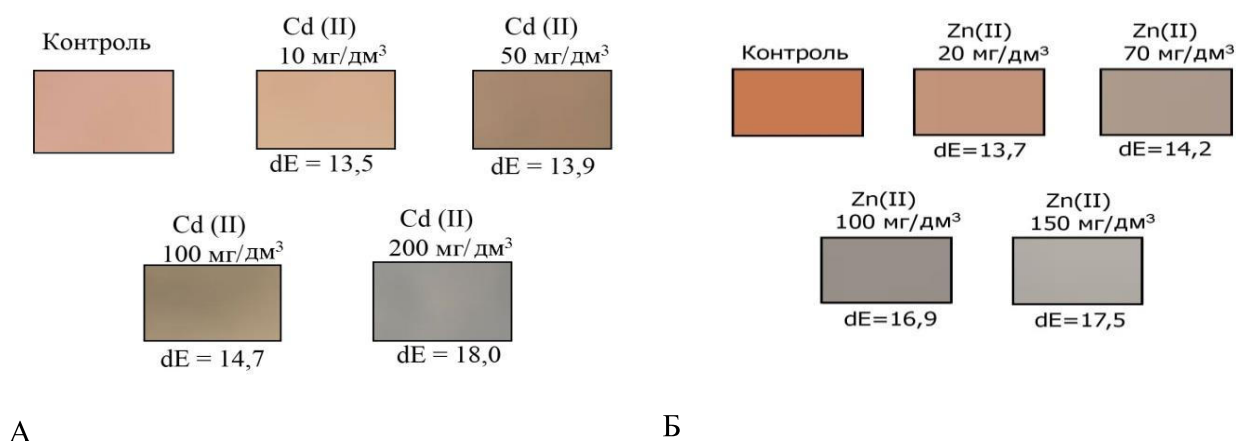 Контроль
Cd (II)
10 мг/дм³
dE = 13,5
Cd (II)
50 мг/дм³
dE = 13,9
Cd (II)
100 мг/дм³
dE = 14,7
Cd (II)
200 мг/дм³
dE = 18,0
А
Контроль
Zn(II)
20 мг/дм³
dE=13,7
Zn(II)
70 мг/дм³
dE=14,2
Zn(II)
100 мг/дм³
dE=16,9
Zn(II)
150 мг/дм³
dE=17,5
Б